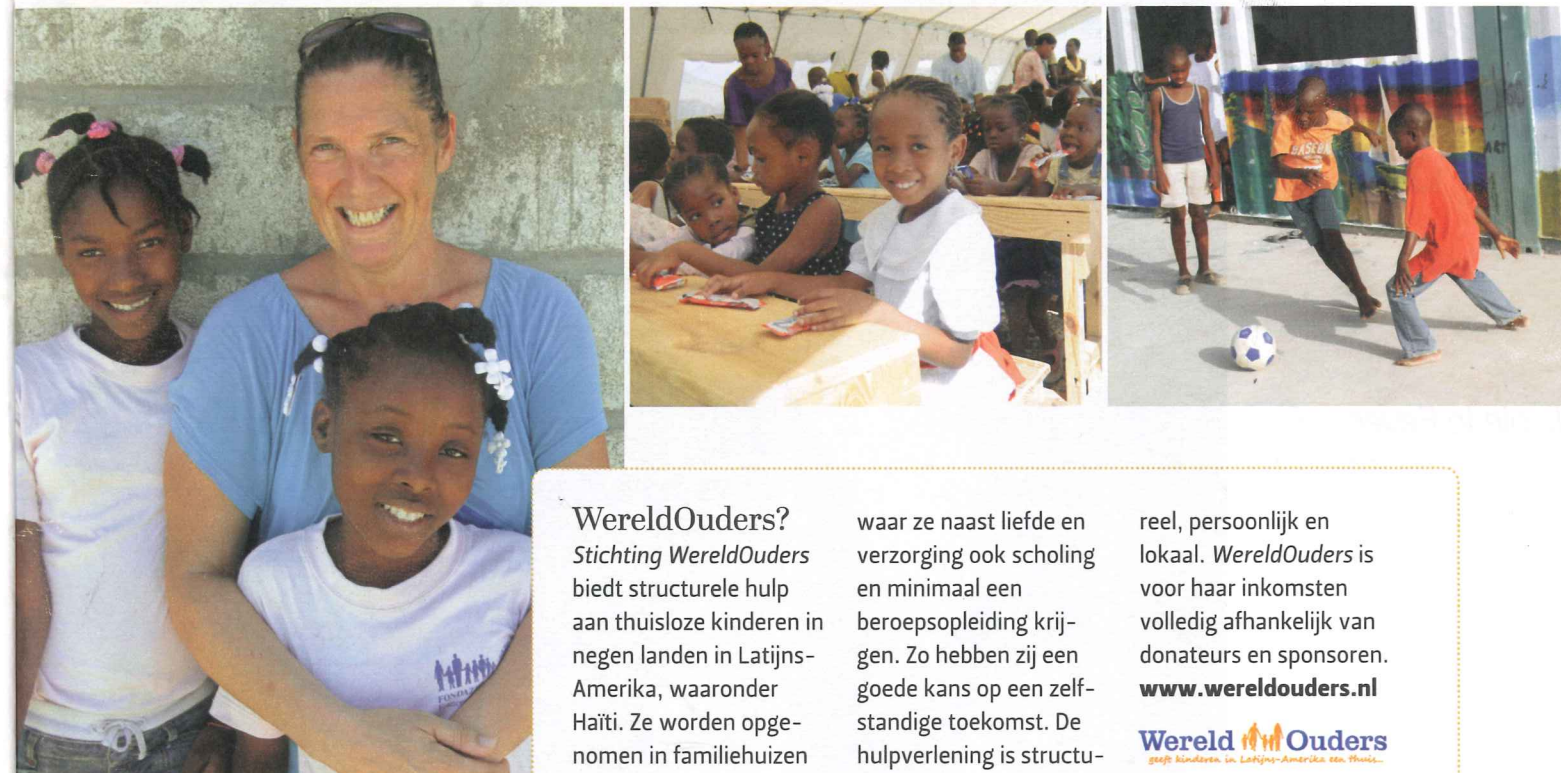 BASEBALL
ART
FONDA
WereldOuders?
Stichting WereldOuders
biedt structurele hulp
aan thuisloze kinderen in
negen landen in Latijns-
Amerika, waaronder
Haïti. Ze worden opge-
nomen in familiehuizen
waar ze naast liefde en
verzorging ook scholing
en minimaal een
beroepsopleiding krij-
gen. Zo hebben zij een
goede kans op een zelf-
standige toekomst. De
hulpverlening is structu-
reel, persoonlijk en
lokaal. WereldOuders is
voor haar inkomsten
volledig afhankelijk van
donateurs en sponsoren.
www.wereldouders.nl
Wereld Ouders
geeft kinderen in Latijns-Amerika een thuis...